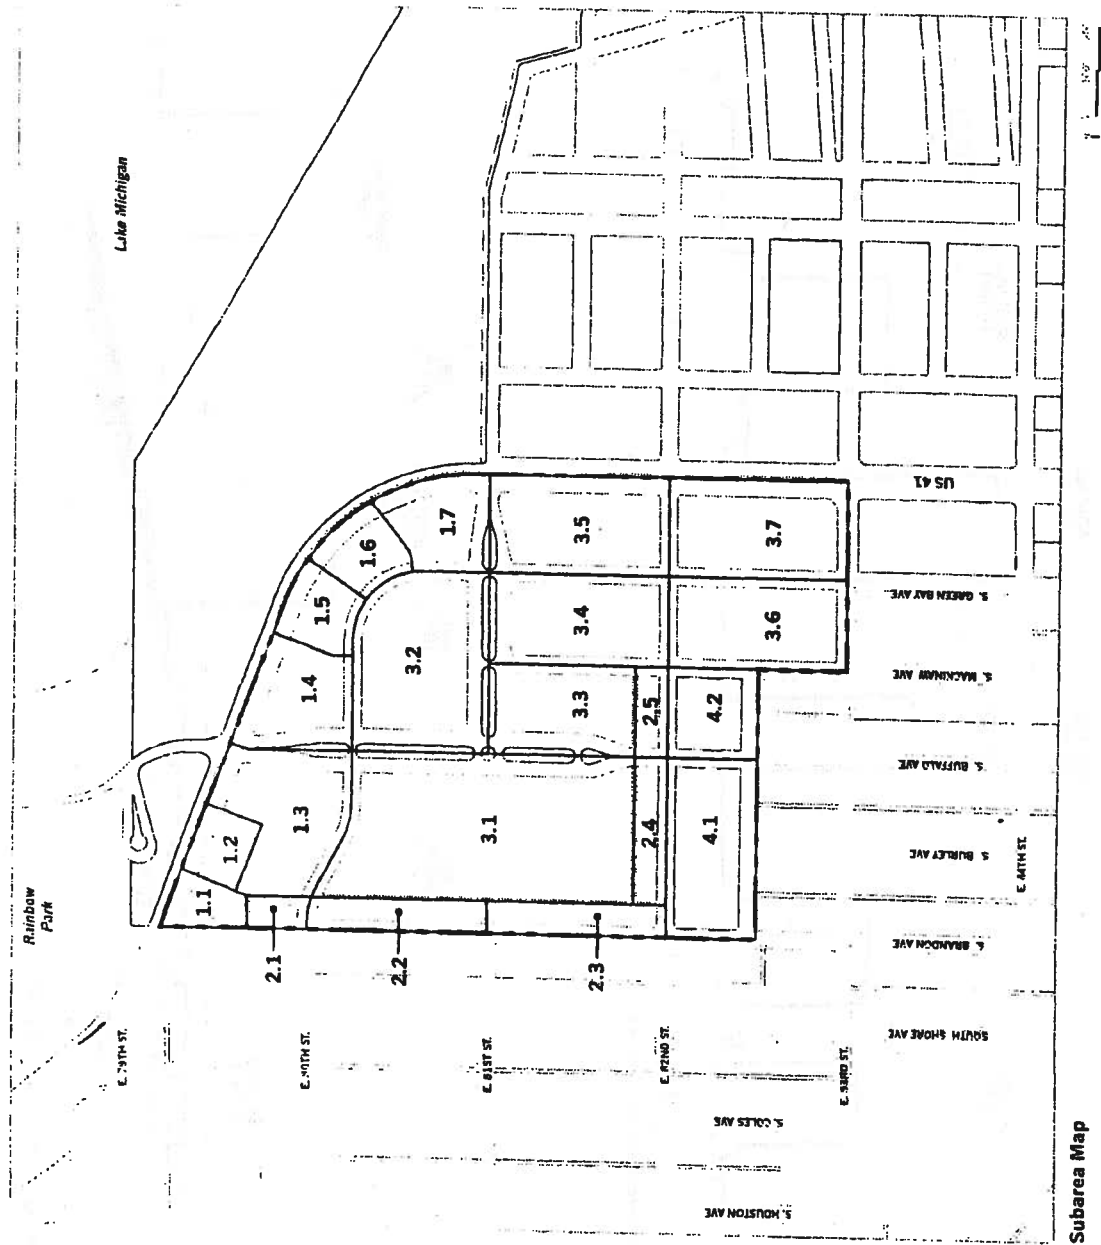 Lake Michigan
Rainbow
Park
1.1
1.2
1.3
1.4
1.5
1.6
1.7
2.1
2.2
2.3
2.4
2.5
3.1
3.2
3.3
3.4
3.5
3.6
3.7
4.1
4.2
E. 79TH ST.
E. 80TH ST.
E. 81ST ST.
E. 82ND ST.
E. 83RD ST.
E. 84TH ST.
US 41
S. GREEN BAY AVE.
S. MACKINAW AVE
S. BUFFALO AVE
S. BURLEY AVE
S. BRANDON AVE
SOUTH SHORE AVE
S. COLES AVE
S. HOUSTON AVE
Subarea Map